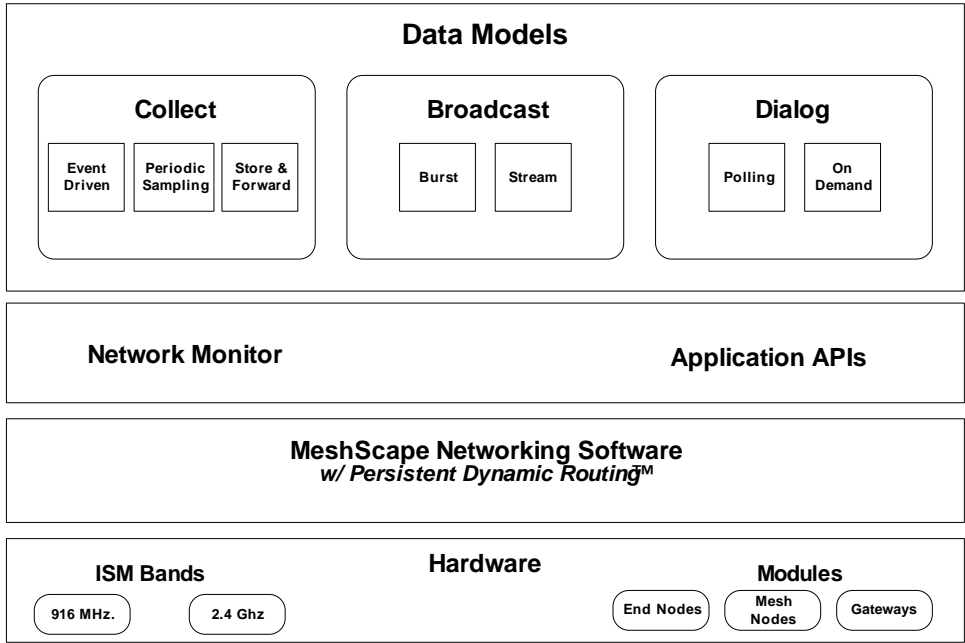 Data Models
Collect
Event
Driven
Periodic
Sampling
Store &
Forward
Broadcast
Burst
Stream
Dialog
Polling
On
Demand
Network Monitor
Application APIs
MeshScape Networking Software
w/ Persistent Dynamic Routing™
Hardware
ISM Bands
916 MHz.
2.4 Ghz
Modules
End Nodes
Mesh
Nodes
Gateways